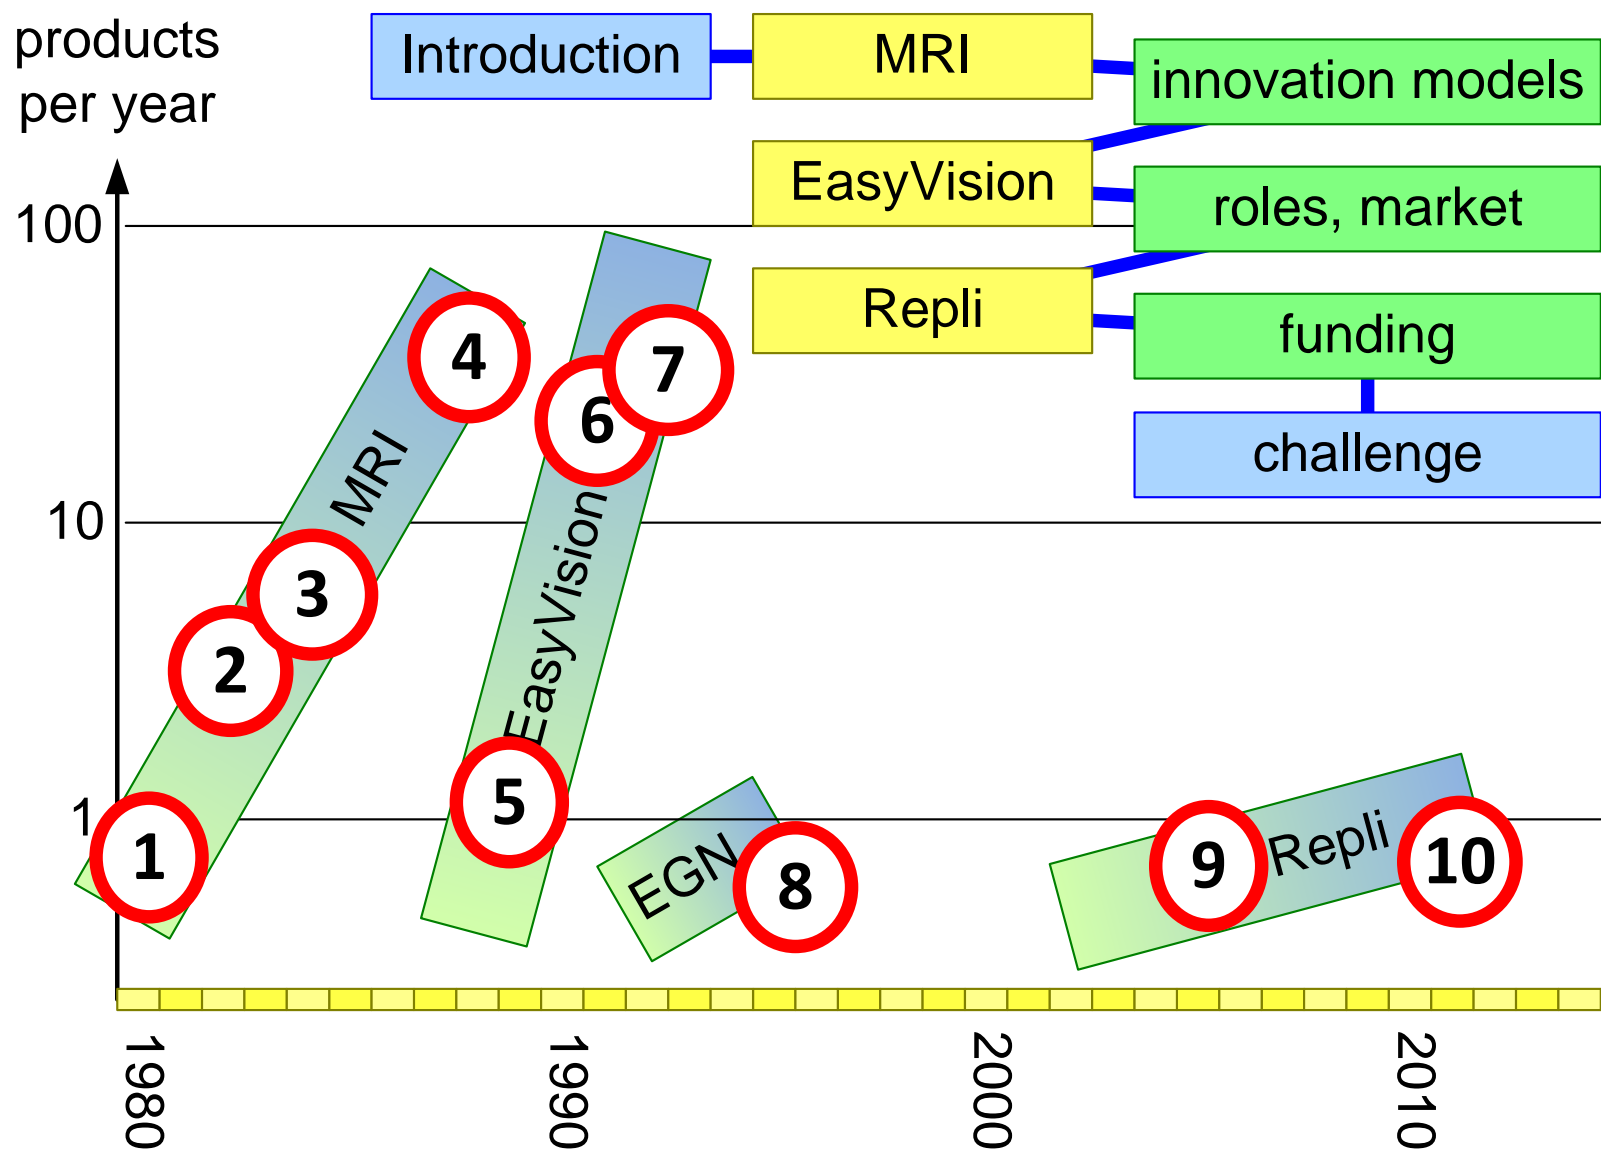 products
per year
Introduction
MRI
innovation models
EasyVision
roles, market
Repli
funding
challenge
100
10
1
MRI
EasyVision
EGN
Repli
1
2
3
4
5
6
7
8
9
10
1980
1990
2000
2010